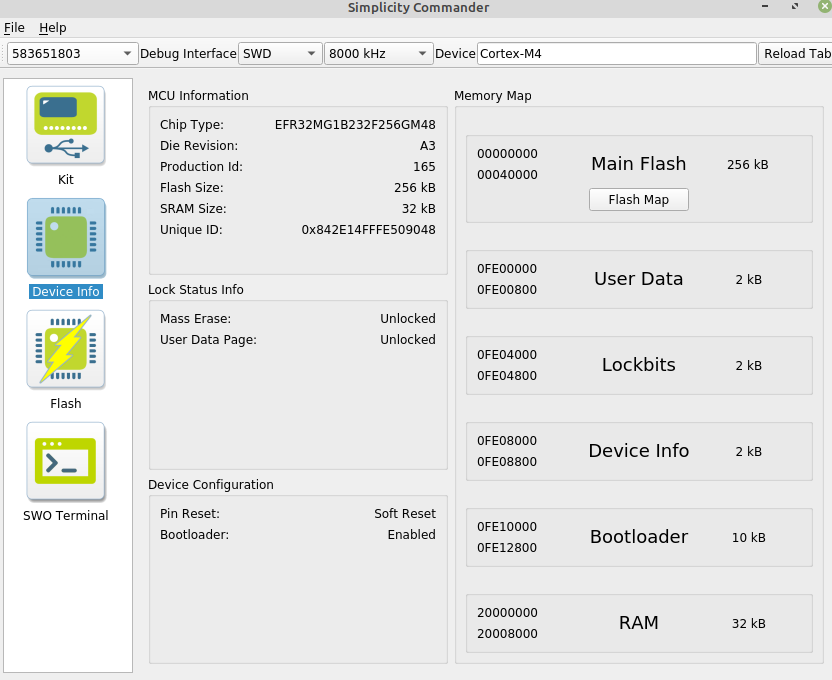 Simplicity Commander
File Help
583651803 Debug Interface SWD 8000 kHz Device Cortex-M4 Reload Tab
Kit
Device Info
Flash
SWO Terminal
MCU Information
Chip Type: EFR32MG1B232F256GM48
Die Revision: A3
Production Id: 165
Flash Size: 256 kB
SRAM Size: 32 kB
Unique ID: 0x842E14FFFE509048
Lock Status Info
Mass Erase: Unlocked
User Data Page: Unlocked
Device Configuration
Pin Reset: Soft Reset
Bootloader: Enabled
Memory Map
00000000
00040000
Main Flash 256 kB
Flash Map
0FE00000
0FE00800
User Data 2 kB
0FE04000
0FE04800
Lockbits 2 kB
0FE08000
0FE08800
Device Info 2 kB
0FE10000
0FE12800
Bootloader 10 kB
20000000
20008000
RAM 32 kB